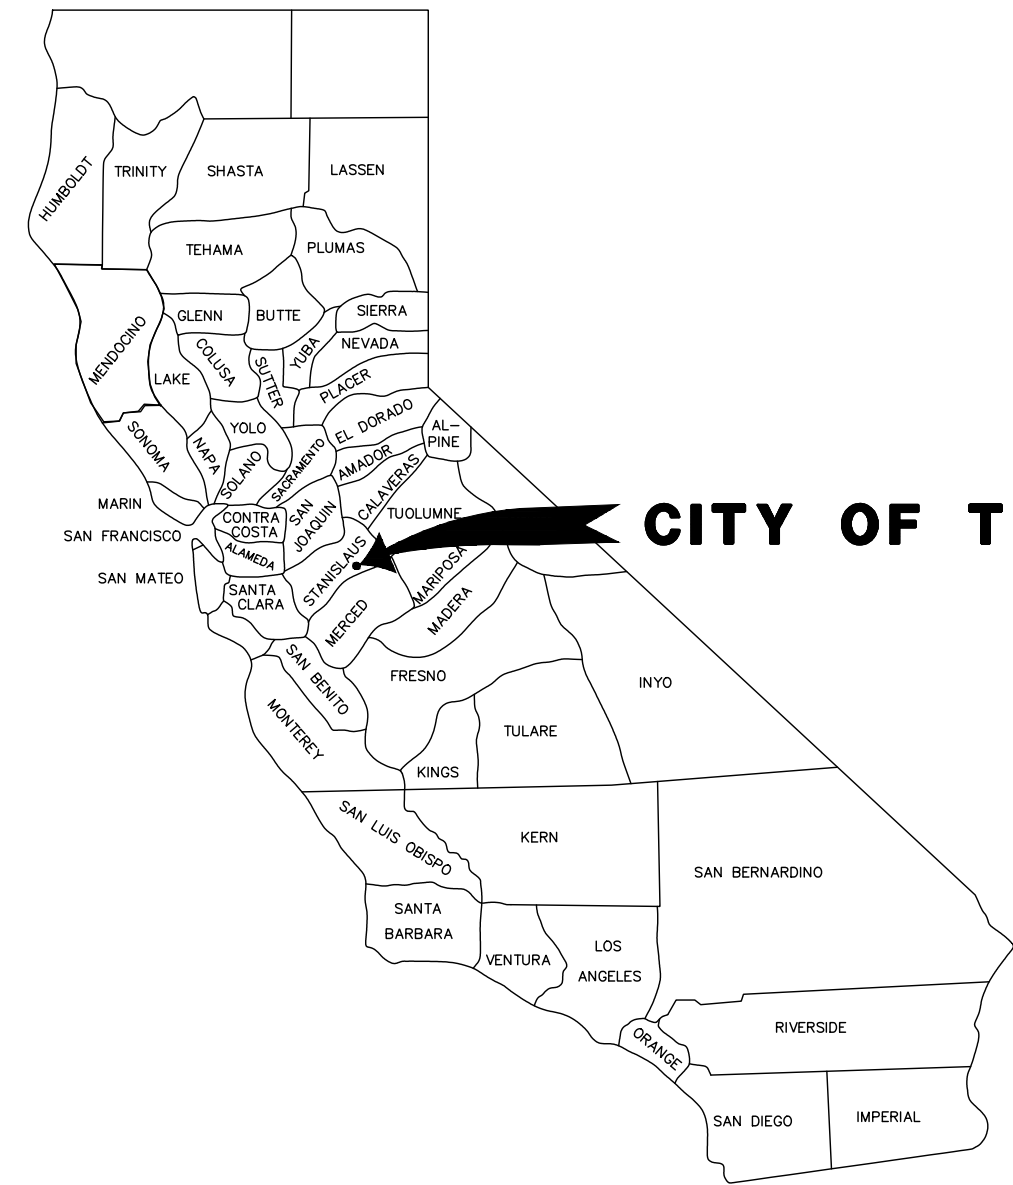 TRINITY
SHASTA
LASSEN
HUMBOLDT
TEHAMA
PLUMAS
GLENN
BUTTE
SIERRA
MENDOCINO
COLUSA
YUBA
NEVADA
LAKE
SUTTER
PLACER
SONOMA
NAPA
YOLO
EL DORADO
AL-
PINE
SOLANO
SACRAMENTO
AMADOR
CALAVERAS
MARIN
CONTRA
COSTA
SAN
JOAQUIN
TUOLUMNE
CITY OF T
SAN FRANCISCO
ALAMEDA
STANISLAUS
MARIPOSA
SAN MATEO
SANTA
CLARA
MERCED
MADERA
SAN BENITO
FRESNO
INYO
MONTEREY
TULARE
KINGS
SAN LUIS OBISPO
KERN
SAN BERNARDINO
SANTA
BARBARA
VENTURA
LOS
ANGELES
ORANGE
RIVERSIDE
SAN DIEGO
IMPERIAL